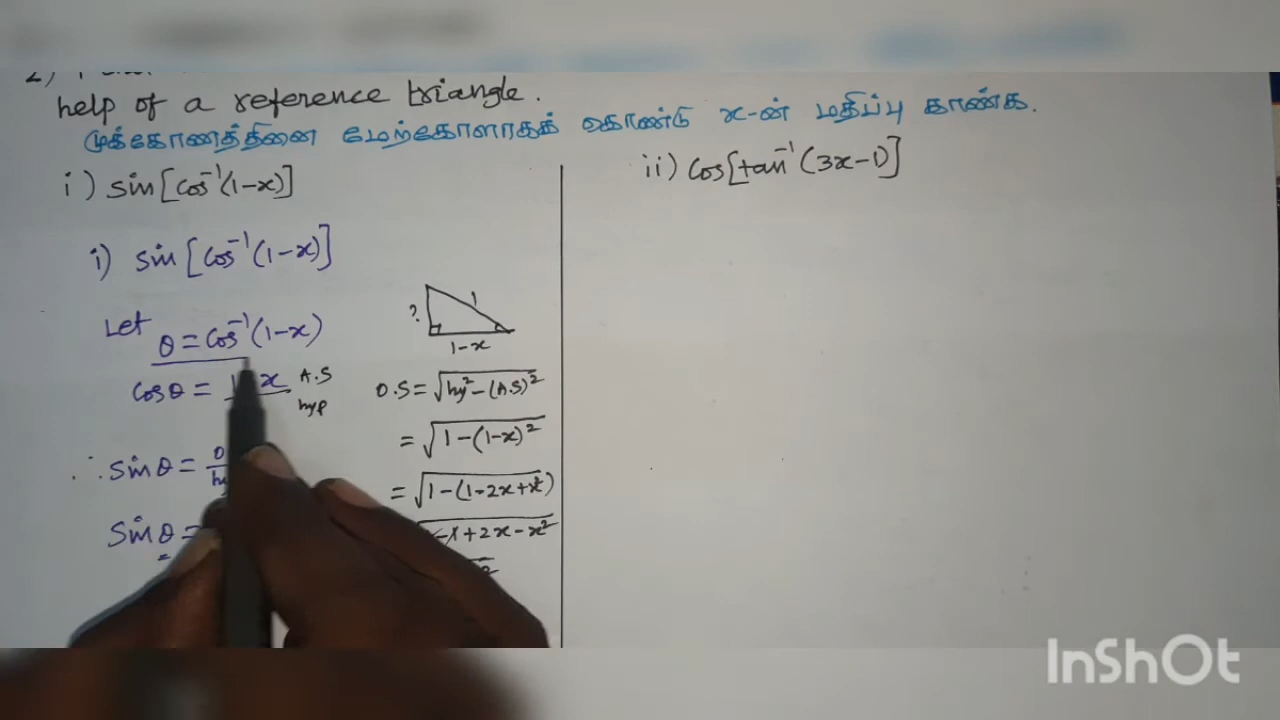 help of a reference triangle.
முக்கோணத்தினை மேற்கோளாகக் கொண்டு x-ன் மதிப்பு காண்க.
i) sin[cos⁻¹(1-x)]
i) sin[cos⁻¹(1-x)]
Let θ = cos⁻¹(1-x)
cosθ = x A.S
hyp
∴ sinθ =
sinθ =
?
1
1-x
O.S = √hy²-(A.S)²
= √1-(1-x)²
= √1-(1-2x+x²)
+2x-x²
ii) cos[tan⁻¹(3x-1)]
InShOt